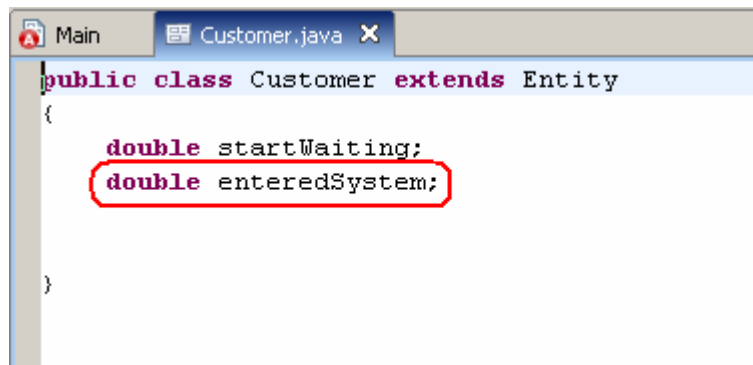 Main Customer.java
public class Customer extends Entity
{
double startWaiting;
double enteredSystem;
}